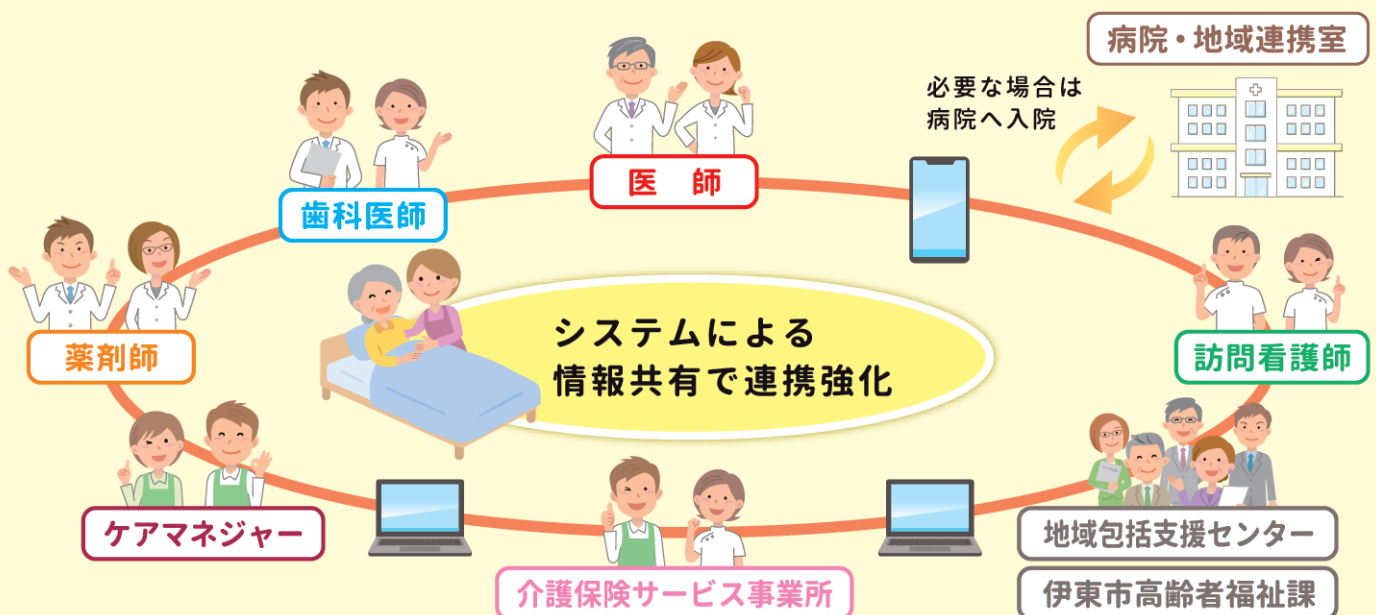 病院・地域連携室
必要な場合は
病院へ入院
医 師
歯科医師
薬剤師
システムによる
情報共有で連携強化
訪問看護師
ケアマネジャー
介護保険サービス事業所
地域包括支援センター
伊東市高齢者福祉課